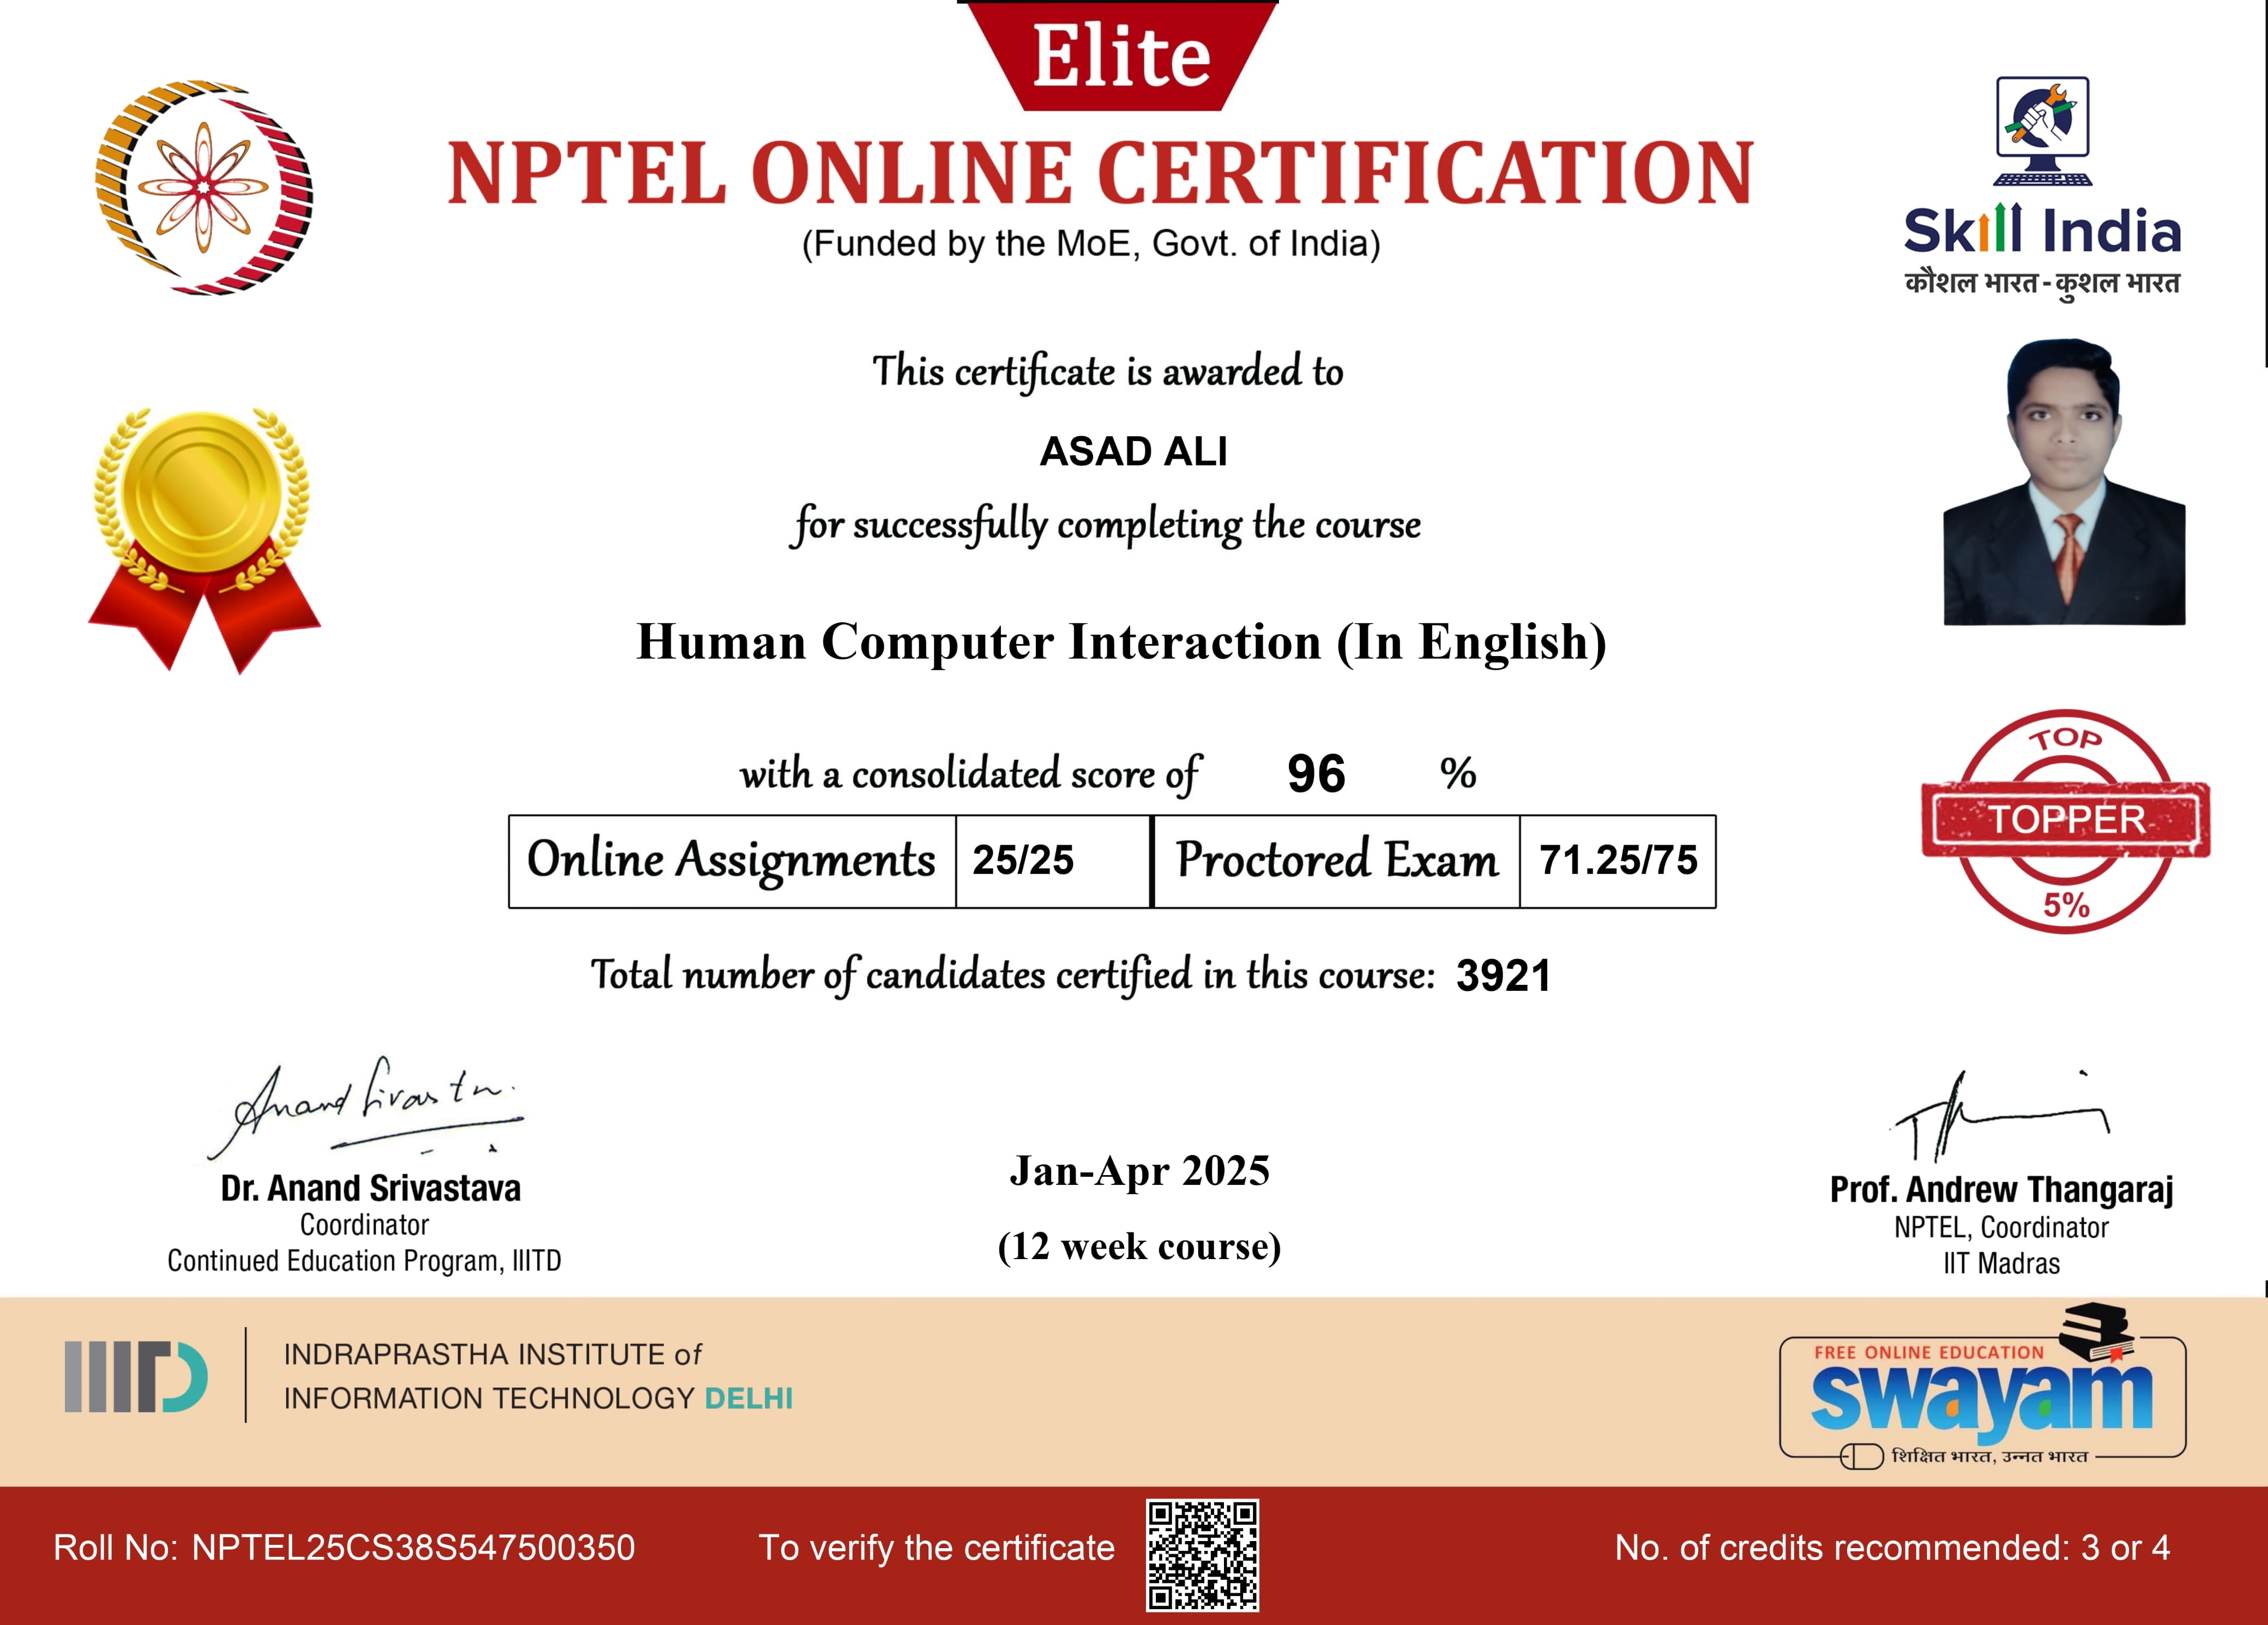 Elite
NPTEL ONLINE CERTIFICATION
(Funded by the MoE, Govt. of India)
Skill India
कौशल भारत - कुशल भारत
This certificate is awarded to
ASAD ALI
for successfully completing the course
Human Computer Interaction (In English)
with a consolidated score of 96 %
Online Assignments 25/25 Proctored Exam 71.25/75
TOP
TOPPER
5%
Total number of candidates certified in this course: 3921
Dr. Anand Srivastava
Coordinator
Continued Education Program, IIITD
Jan-Apr 2025
(12 week course)
Prof. Andrew Thangaraj
NPTEL, Coordinator
IIT Madras
IIITD
INDRAPRASTHA INSTITUTE of
INFORMATION TECHNOLOGY DELHI
FREE ONLINE EDUCATION
swayam
शिक्षित भारत, उन्नत भारत
Roll No: NPTEL25CS38S547500350
To verify the certificate
No. of credits recommended: 3 or 4